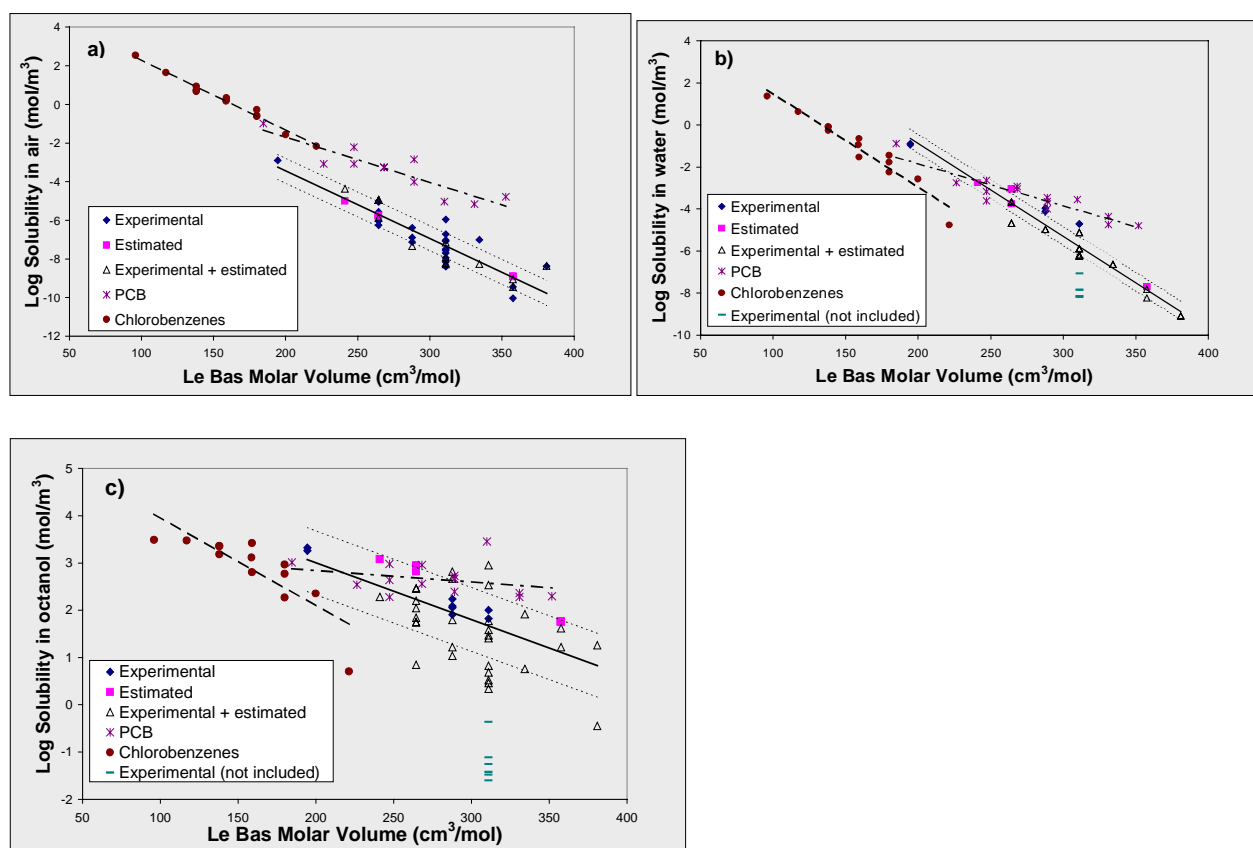 a)
Log Solubility in air (mol/m³)
4
2
0
-2
-4
-6
-8
-10
-12
Experimental
Estimated
Experimental + estimated
PCB
Chlorobenzenes
50 100 150 200 250 300 350 400
Le Bas Molar Volume (cm³/mol)
b)
Log Solubility in water (mol/m³)
4
2
0
-2
-4
-6
-8
-10
Experimental
Estimated
Experimental + estimated
PCB
Chlorobenzenes
Experimental (not included)
50 100 150 200 250 300 350 400
Le Bas Molar Volume (cm³/mol)
c)
Log Solubility in octanol (mol/m³)
5
4
3
2
1
0
-1
-2
Experimental
Estimated
Experimental + estimated
PCB
Chlorobenzenes
Experimental (not included)
50 100 150 200 250 300 350 400
Le Bas Molar Volume (cm³/mol)